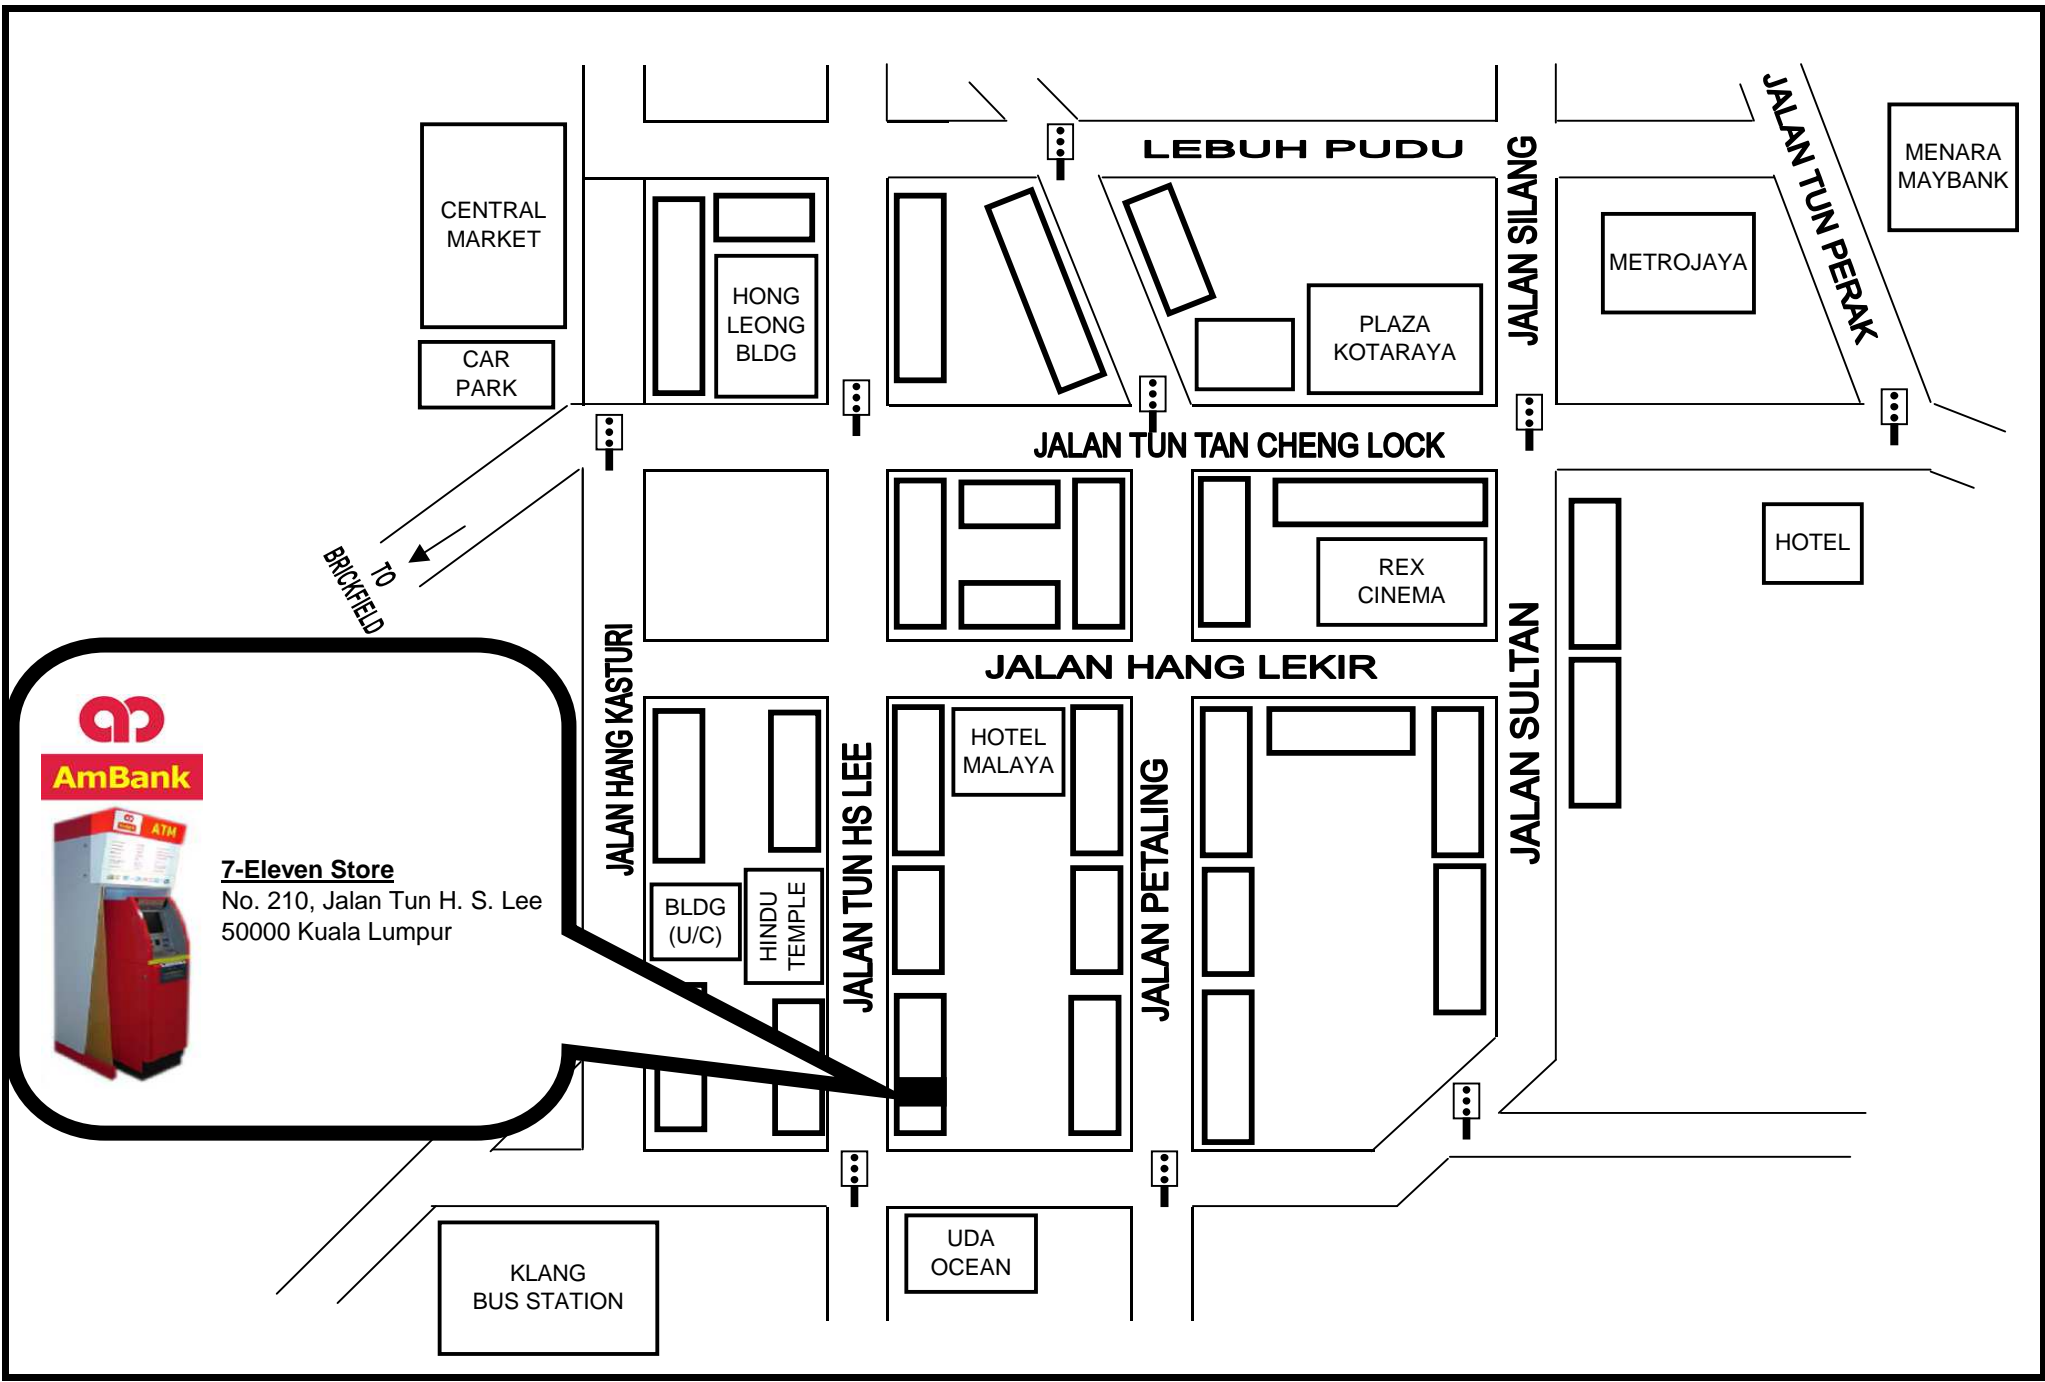 LEBUH PUDU
JALAN SILANG
JALAN TUN PERAK
MENARA
MAYBANK
CENTRAL
MARKET
METROJAYA
HONG
LEONG
BLDG
PLAZA
KOTARAYA
CAR
PARK
JALAN TUN TAN CHENG LOCK
TO
BRICKFIELD
HOTEL
REX
CINEMA
JALAN HANG KASTURI
JALAN HANG LEKIR
JALAN SULTAN
HOTEL
MALAYA
JALAN TUN HS LEE
JALAN PETALING
AmBank
ATM
7-Eleven Store
No. 210, Jalan Tun H. S. Lee
50000 Kuala Lumpur
BLDG
(U/C)
HINDU
TEMPLE
UDA
OCEAN
KLANG
BUS STATION